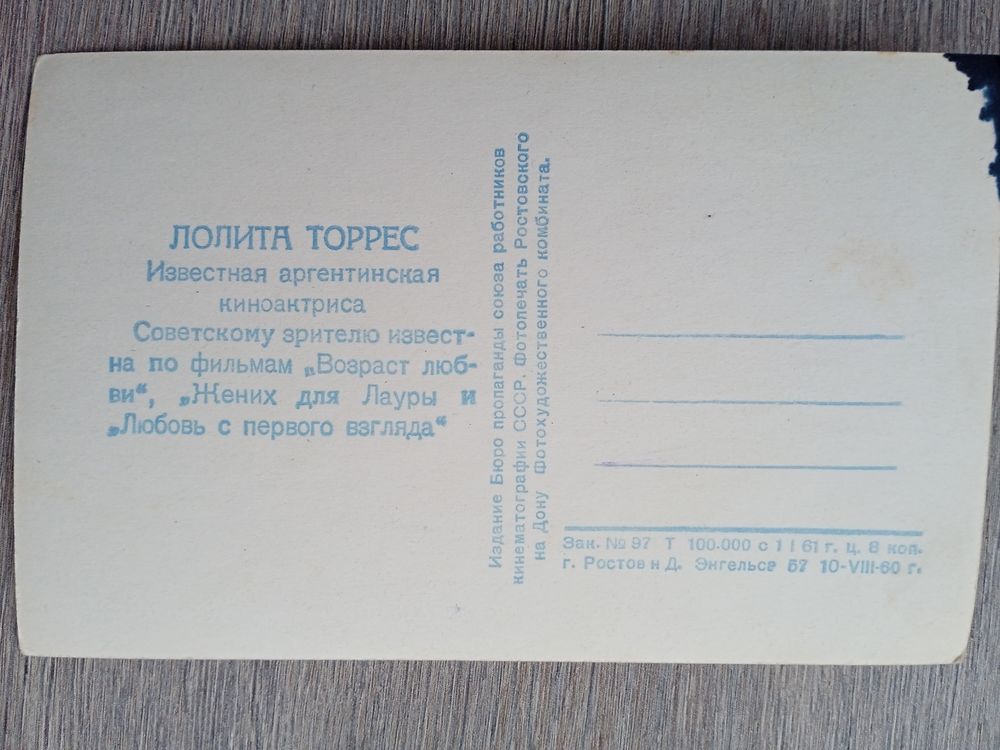 ЛОЛИТА ТОРРЕС
Известная аргентинская
киноактриса
Советскому зрителю извест-
на по фильмам „Возраст люб-
ви“, „Жених для Лауры и
„Любовь с первого взгляда“
Издание Бюро пропаганды союза работников
кинематографии СССР. Фотопечать Ростовского
на Дону Фотохудожественного комбината.
Зак. № 97 Т 100.000 с 1 I 61 г. ц. 8 коп.
г. Ростов н Д. Энгельса 57 10-VIII-60 г.